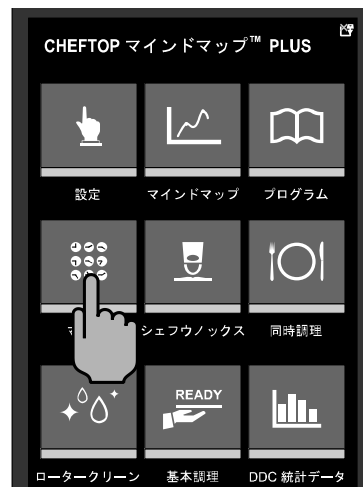 CHEFTOP マインドマップ™ PLUS
設定
マインドマップ
プログラム
シェフウノックス
同時調理
READY
ロータークリーン
基本調理
DDC 統計データ